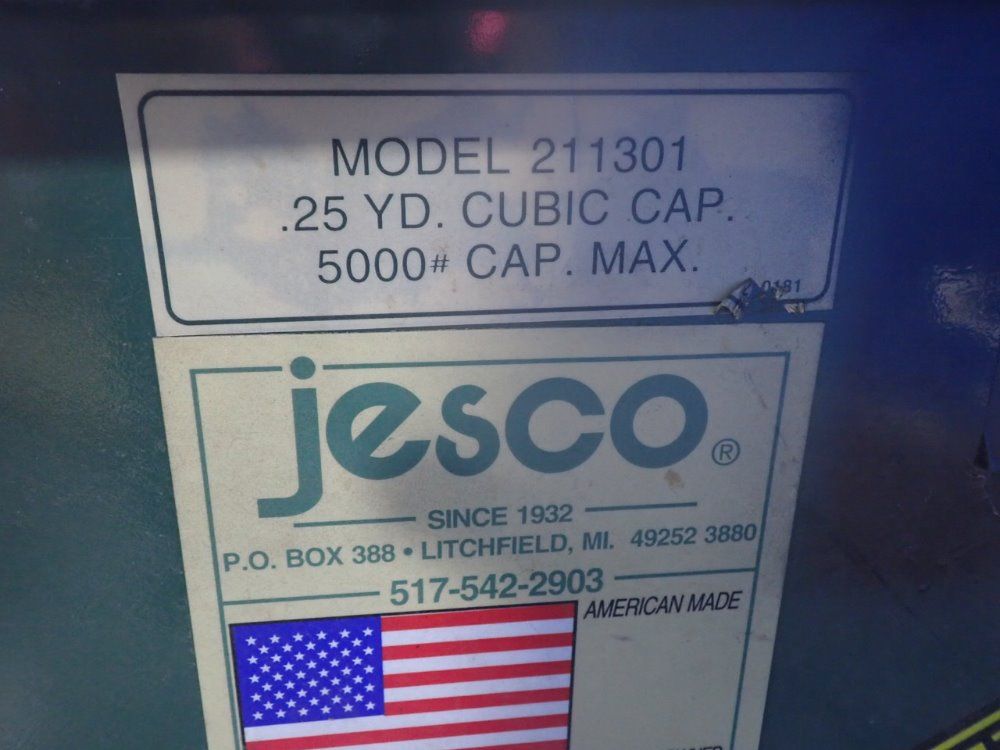 MODEL 211301
.25 YD. CUBIC CAP.
5000# CAP. MAX.
0181
jesco ®
SINCE 1932
P.O. BOX 388 • LITCHFIELD, MI. 49252 3880
517-542-2903
AMERICAN MADE